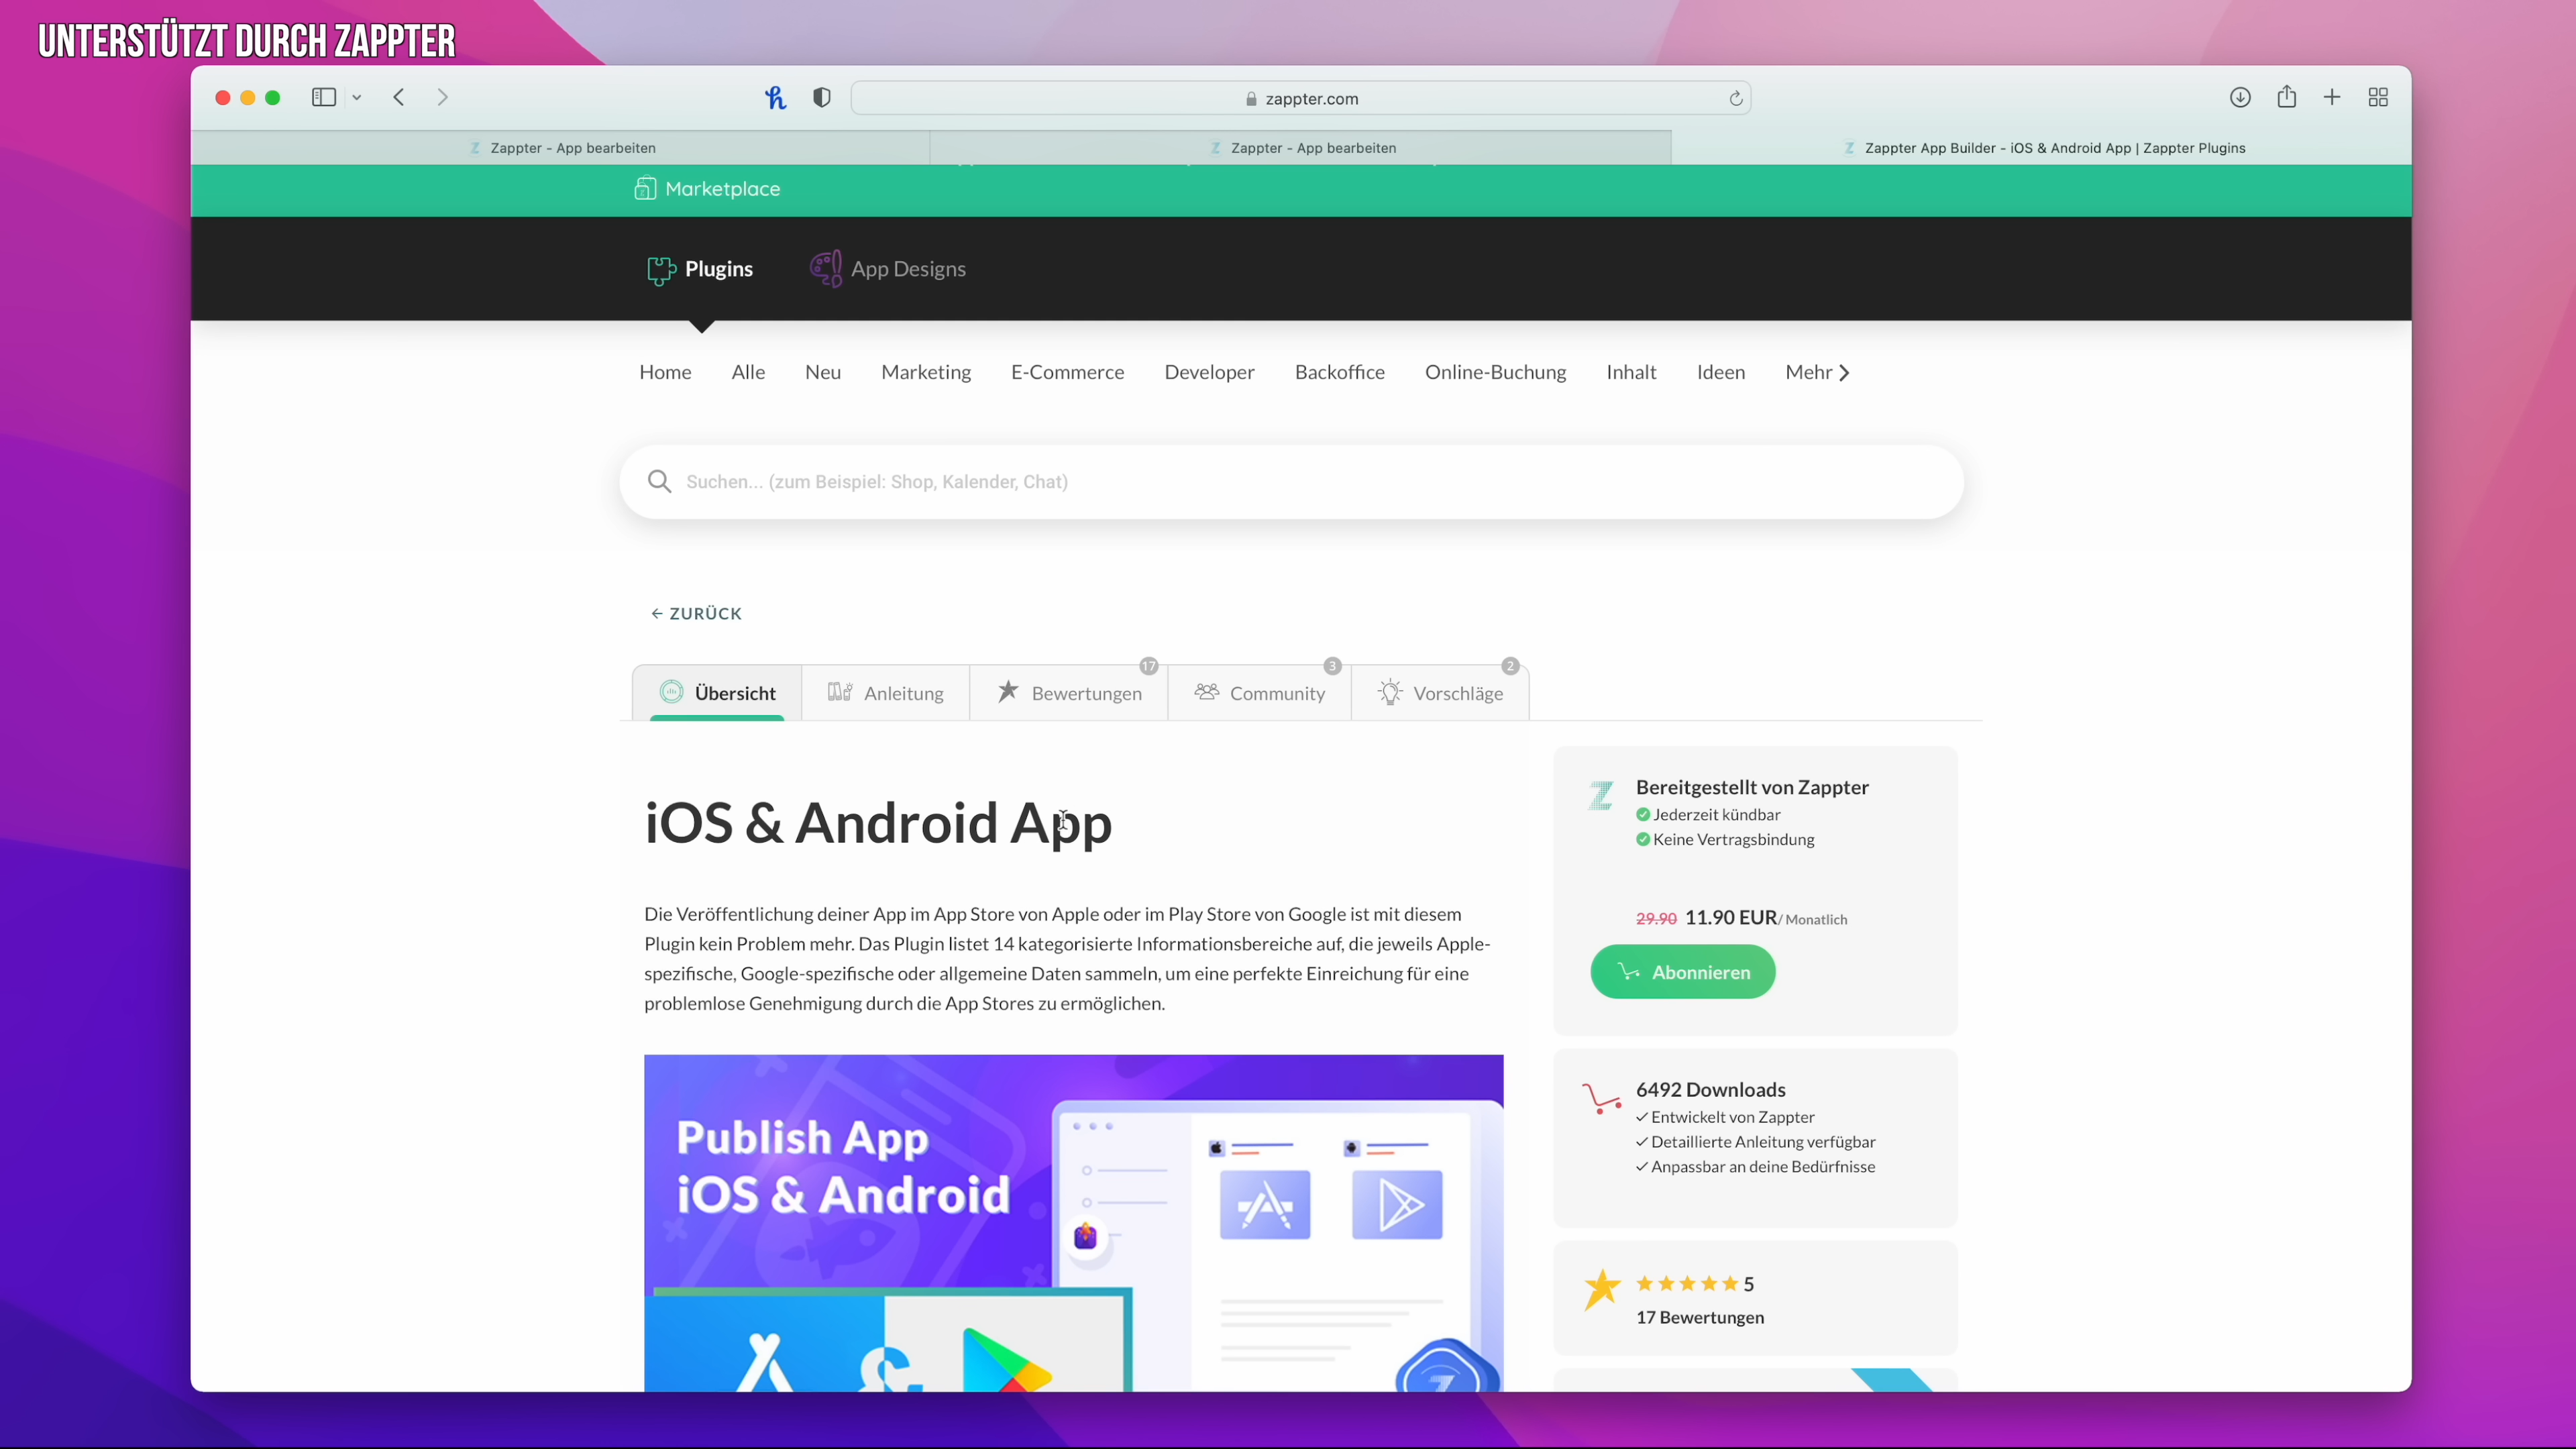 UNTERSTÜTZT DURCH ZAPPTER
zappter.com
Zappter - App bearbeiten
Zappter - App bearbeiten
Zappter App Builder - iOS & Android App | Zappter Plugins
Marketplace
Plugins
App Designs
Home
Alle
Neu
Marketing
E-Commerce
Developer
Backoffice
Online-Buchung
Inhalt
Ideen
Mehr
Suchen... (zum Beispiel: Shop, Kalender, Chat)
← ZURÜCK
Übersicht
Anleitung
Bewertungen
17
Community
3
Vorschläge
2
iOS & Android App
Die Veröffentlichung deiner App im App Store von Apple oder im Play Store von Google ist mit diesem
Plugin kein Problem mehr. Das Plugin listet 14 kategorisierte Informationsbereiche auf, die jeweils Apple-
spezifische, Google-spezifische oder allgemeine Daten sammeln, um eine perfekte Einreichung für eine
problemlose Genehmigung durch die App Stores zu ermöglichen.
Publish App
iOS & Android
&
Bereitgestellt von Zappter
Jederzeit kündbar
Keine Vertragsbindung
29.90 11.90 EUR/ Monatlich
Abonnieren
6492 Downloads
Entwickelt von Zappter
Detaillierte Anleitung verfügbar
Anpassbar an deine Bedürfnisse
5
17 Bewertungen